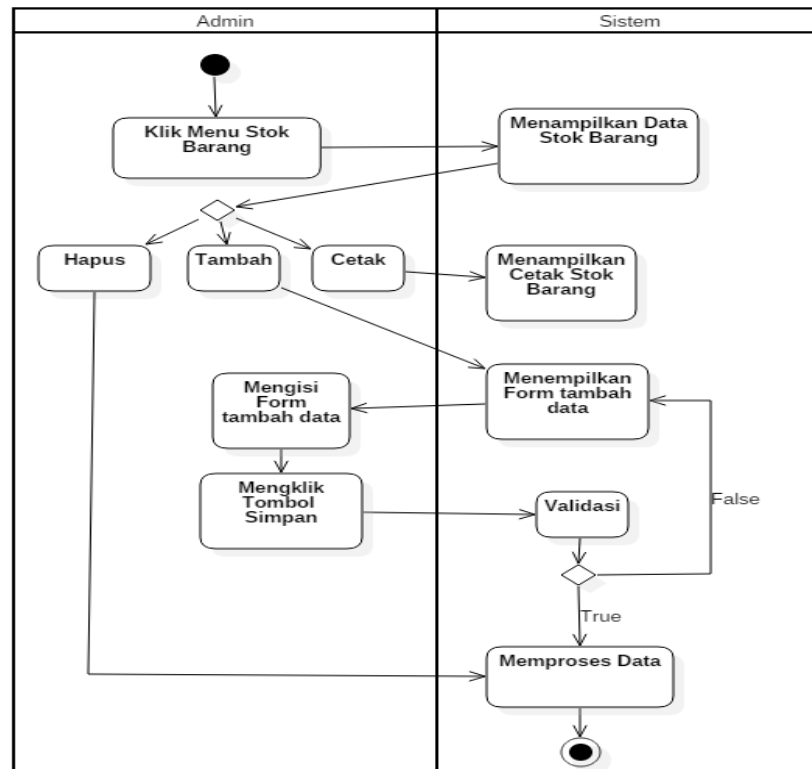 Admin
Sistem
Klik Menu Stok
Barang
Menampilkan Data
Stok Barang
Hapus
Tambah
Cetak
Menampilkan
Cetak Stok
Barang
Mengisi
Form
tambah data
Menempilkan
Form tambah
data
Mengklik
Tombol
Simpan
Validasi
False
True
Memproses Data